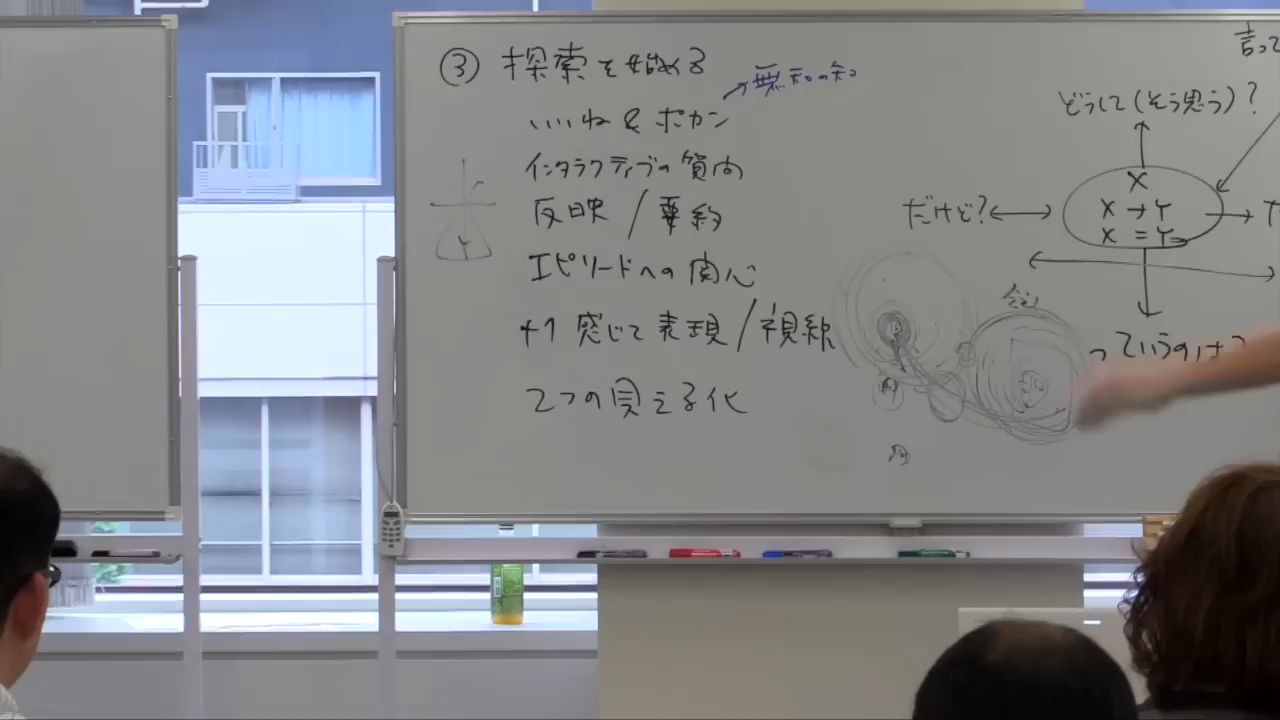 ③ 探索を始める
→ 無知の知
いいね & ポカン
インタラクティブの質問
反映 / 要約
エピソードへの関心
+1 感じて表現 / 視線
2つの見える化
言って
どうして(そう思う)?
だけど?
X
X → Y
X = Y
っていうのは